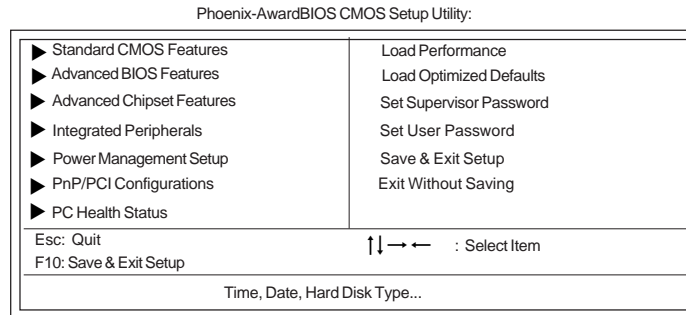 Phoenix-AwardBIOS CMOS Setup Utility:
▶ Standard CMOS Features
▶ Advanced BIOS Features
▶ Advanced Chipset Features
▶ Integrated Peripherals
▶ Power Management Setup
▶ PnP/PCI Configurations
▶ PC Health Status
Load Performance
Load Optimized Defaults
Set Supervisor Password
Set User Password
Save & Exit Setup
Exit Without Saving
Esc: Quit
F10: Save & Exit Setup
↑↓→← : Select Item
Time, Date, Hard Disk Type...